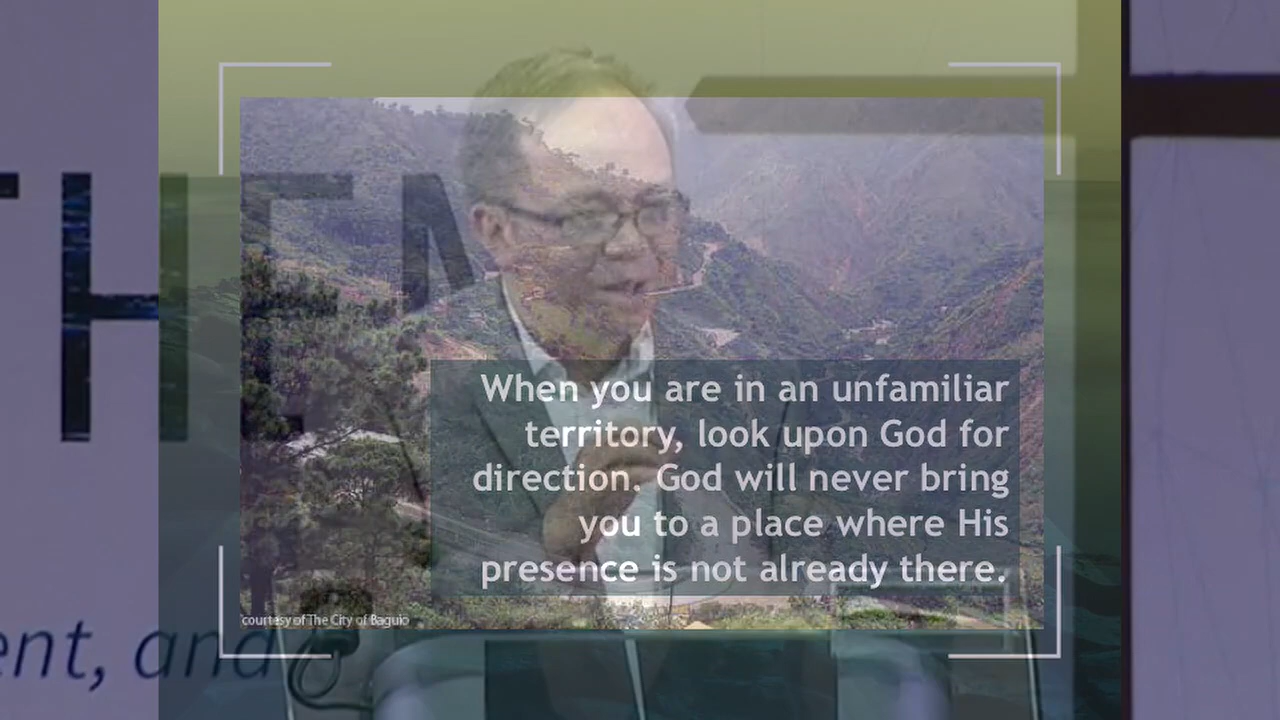 THEM
When you are in an unfamiliar
territory, look upon God for
direction. God will never bring
you to a place where His
presence is not already there.
courtesy of The City of Baguio
ent, and